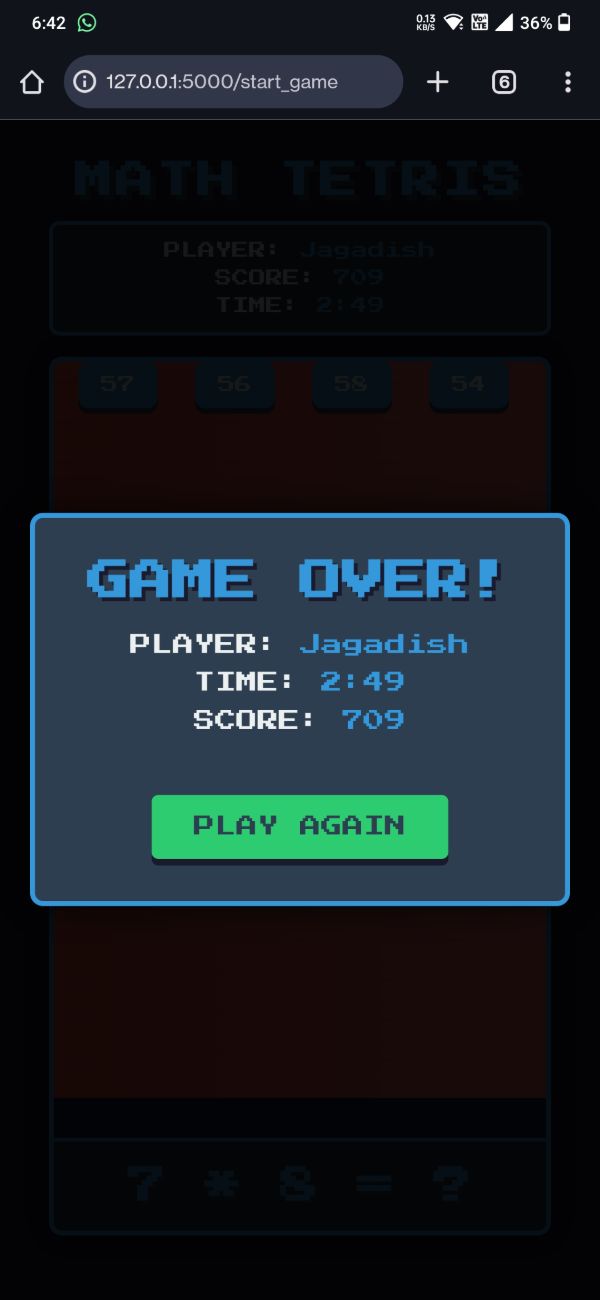 6:42 0.13 KB/S Vo LTE 36%
127.0.0.1:5000/start_game 6
MATH TETRIS
PLAYER: Jagadish
SCORE: 709
TIME: 2:49
57 56 58 54
GAME OVER!
PLAYER: Jagadish
TIME: 2:49
SCORE: 709
PLAY AGAIN
7 * 8 = ?